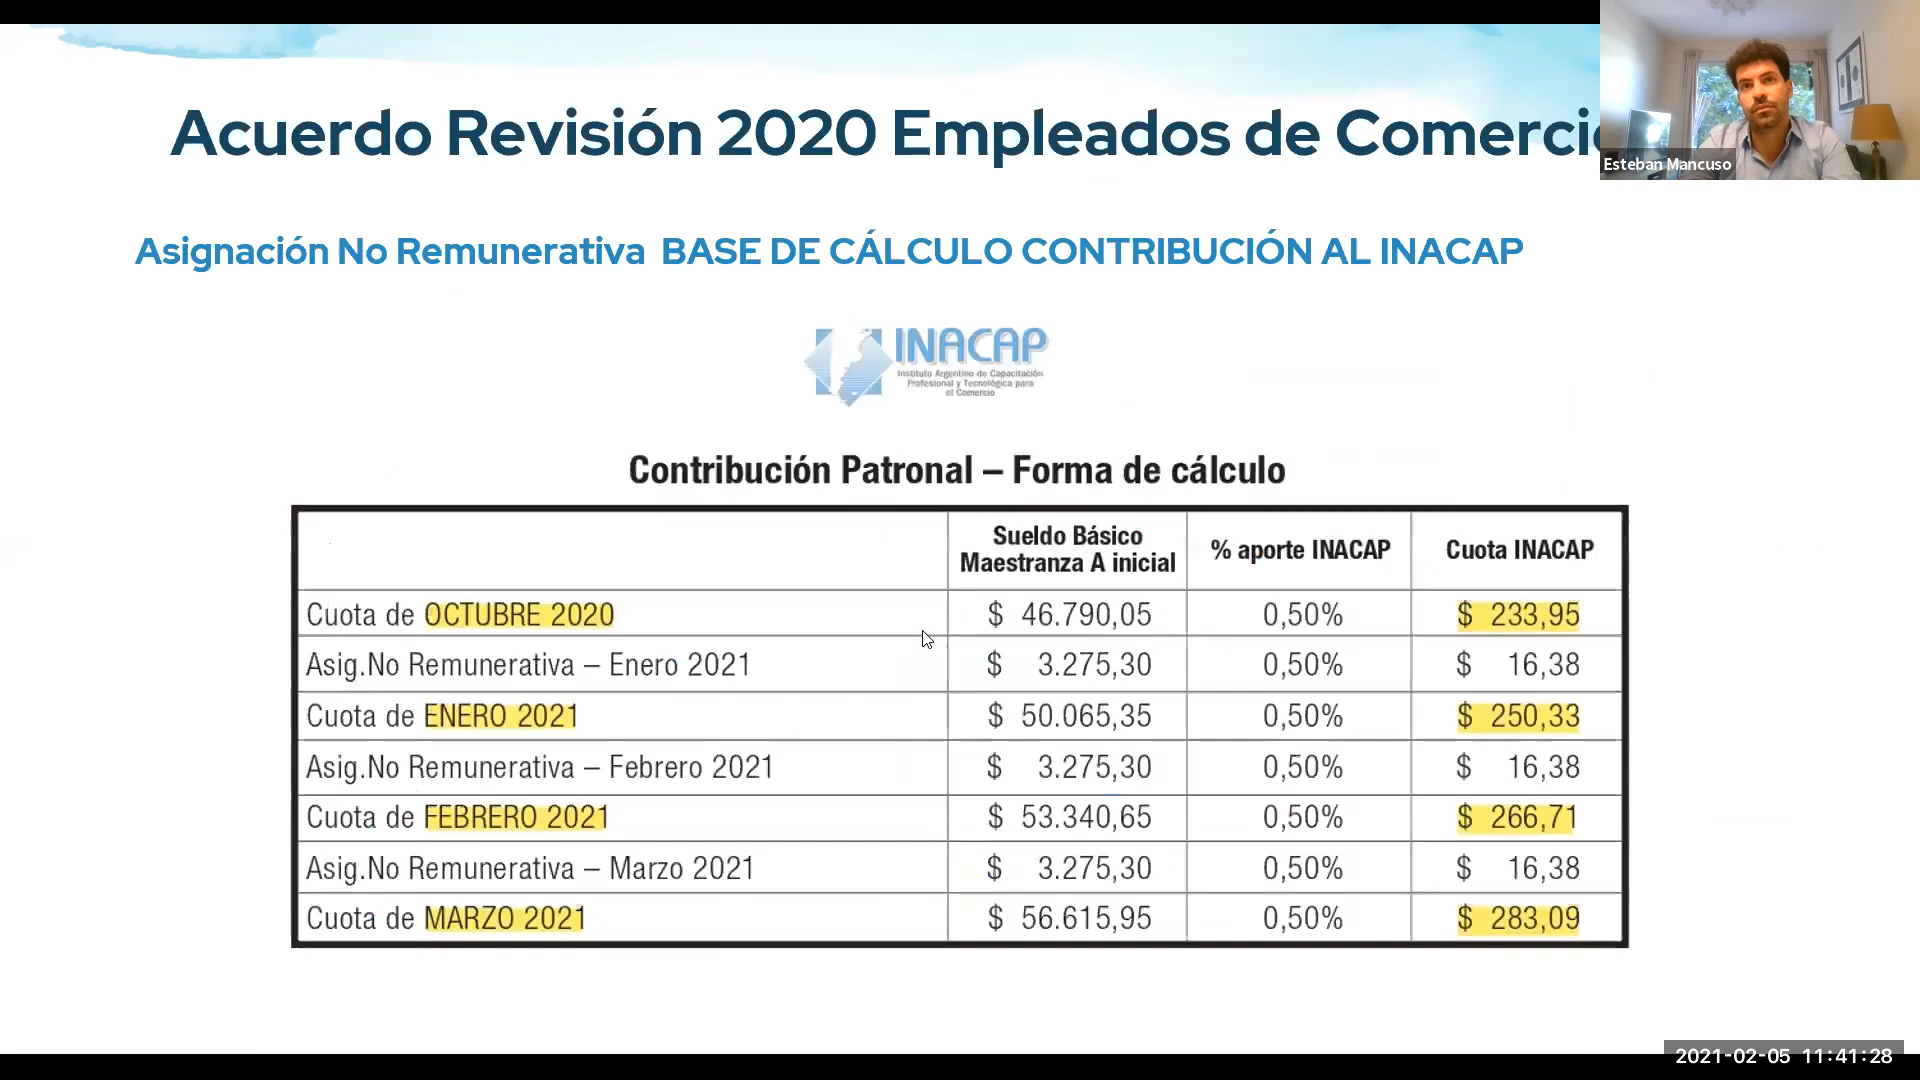 Acuerdo Revisión 2020 Empleados de Comerci
Esteban Mancuso
Asignación No Remunerativa BASE DE CÁLCULO CONTRIBUCIÓN AL INACAP
INACAP
Instituto Argentino de Capacitación
Profesional y Tecnológica para
el Comercio
Contribución Patronal – Forma de cálculo
Sueldo Básico
Maestranza A inicial
% aporte INACAP
Cuota INACAP
Cuota de OCTUBRE 2020 $ 46.790,05 0,50% $ 233,95
Asig.No Remunerativa – Enero 2021 $ 3.275,30 0,50% $ 16,38
Cuota de ENERO 2021 $ 50.065,35 0,50% $ 250,33
Asig.No Remunerativa – Febrero 2021 $ 3.275,30 0,50% $ 16,38
Cuota de FEBRERO 2021 $ 53.340,65 0,50% $ 266,71
Asig.No Remunerativa – Marzo 2021 $ 3.275,30 0,50% $ 16,38
Cuota de MARZO 2021 $ 56.615,95 0,50% $ 283,09
2021-02-05 11:41:28